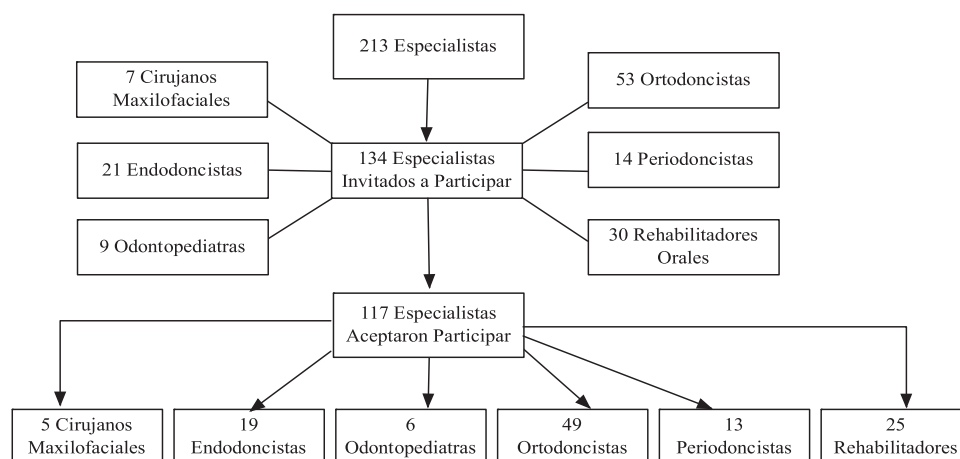 213 Especialistas
7 Cirujanos
Maxilofaciales
53 Ortodoncistas
134 Especialistas
Invitados a Participar
21 Endodoncistas
14 Periodoncistas
9 Odontopediatras
30 Rehabilitadores
Orales
117 Especialistas
Aceptaron Participar
5 Cirujanos
Maxilofaciales
19
Endodoncistas
6
Odontopediatras
49
Ortodoncistas
13
Periodoncistas
25
Rehabilitadores